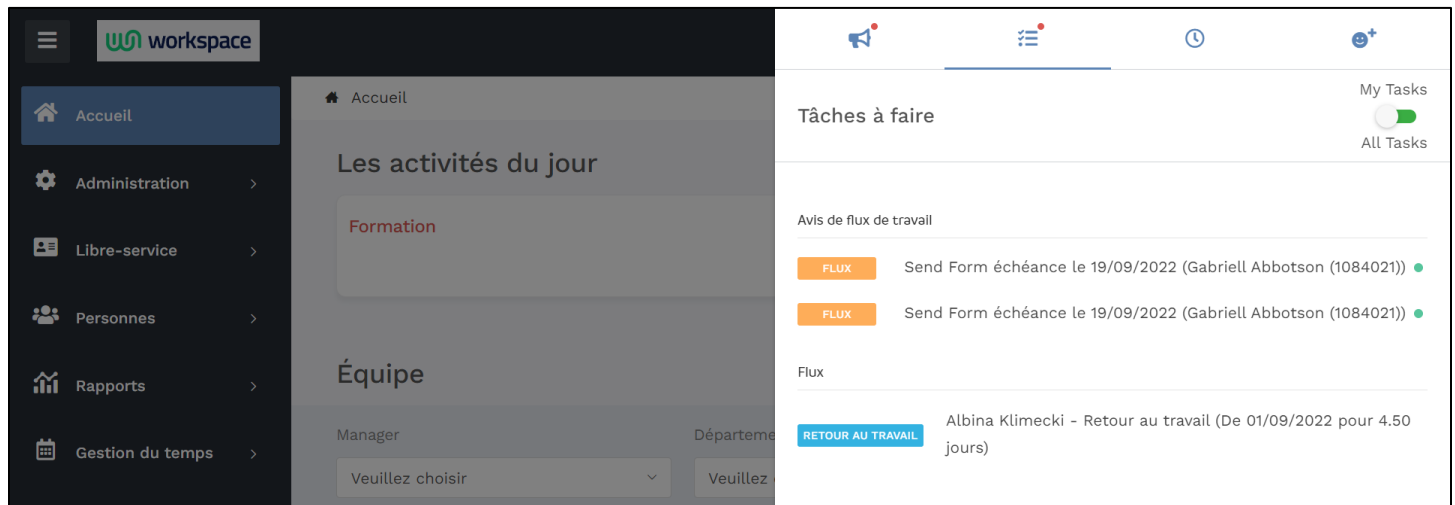 workspace
Accueil
Administration
Libre-service
Personnes
Rapports
Gestion du temps
Accueil
Les activités du jour
Formation
Équipe
Manager
Départeme
Veuillez choisir
Veuillez
Tâches à faire
My Tasks
All Tasks
Avis de flux de travail
FLUX Send Form échéance le 19/09/2022 (Gabriell Abbotson (1084021))
FLUX Send Form échéance le 19/09/2022 (Gabriell Abbotson (1084021))
Flux
RETOUR AU TRAVAIL Albina Klimecki - Retour au travail (De 01/09/2022 pour 4.50
jours)